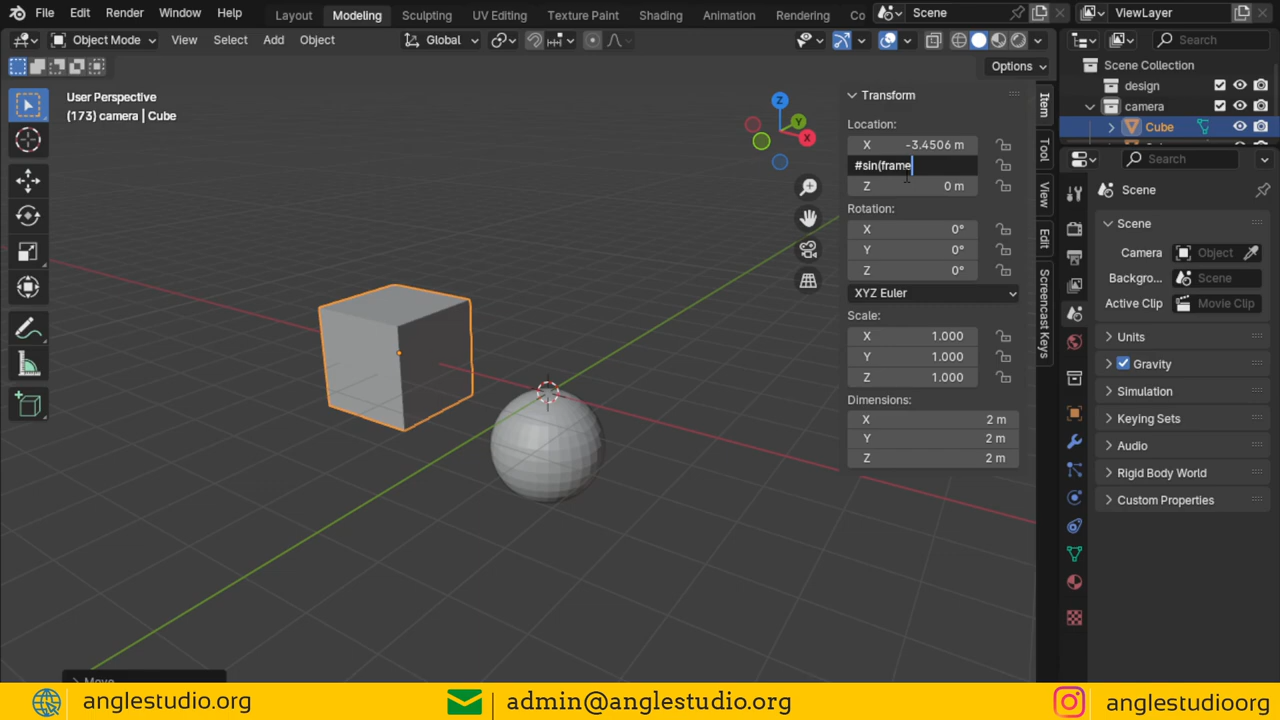 File Edit Render Window Help
Layout Modeling Sculpting UV Editing Texture Paint Shading Animation Rendering Co
Scene
ViewLayer
Object Mode View Select Add Object
Global
Options
Search
Scene Collection
design
camera
Cube
User Perspective
(173) camera | Cube
Z
Y
X
Transform
Location:
X -3.4506 m
#sin(frame
Z 0 m
Rotation:
X 0°
Y 0°
Z 0°
XYZ Euler
Scale:
X 1.000
Y 1.000
Z 1.000
Dimensions:
X 2 m
Y 2 m
Z 2 m
Item
Tool
View
Edit
Screencast Keys
Search
Scene
Scene
Camera Object
Backgro... Scene
Active Clip Movie Clip
Units
Gravity
Simulation
Keying Sets
Audio
Rigid Body World
Custom Properties
Move
anglestudio.org
admin@anglestudio.org
anglestudioorg